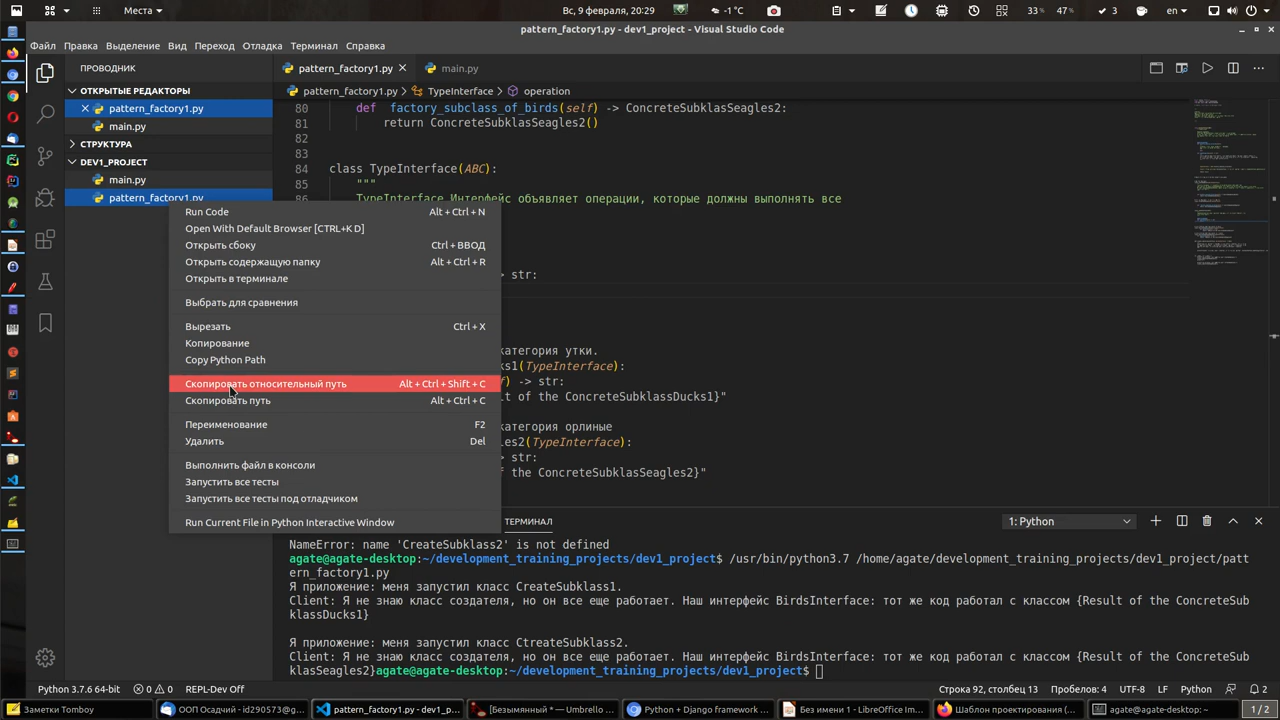 Места
Вс, 9 февраля, 20:29
-1 °C
33%
47%
3
en
pattern_factory1.py - dev1_project - Visual Studio Code
Файл Правка Выделение Вид Переход Отладка Терминал Справка
ПРОВОДНИК
pattern_factory1.py
main.py
ОТКРЫТЫЕ РЕДАКТОРЫ
pattern_factory1.py
main.py
СТРУКТУРА
DEV1_PROJECT
main.py
pattern_factory1.py
pattern_factory1.py > TypeInterface > operation
80 def factory_subclass_of_birds(self) -> ConcreteSubklasSeagles2:
81 return ConcreteSubklasSeagles2()
82
83
84 class TypeInterface(ABC):
85 """
86 TypeInterface Интерфейс объявляет операции, которые должны выполнять все
str:
категория утки.
ks1(TypeInterface):
f) -> str:
lt of the ConcreteSubklassDucks1}"
категория орлиные
es2(TypeInterface):
> str:
f the ConcreteSubklasSeagles2}"
Run Code Alt + Ctrl + N
Open With Default Browser [CTRL+K D]
Открыть сбоку Ctrl + ВВОД
Открыть содержащую папку Alt + Ctrl + R
Открыть в терминале
Выбрать для сравнения
Вырезать Ctrl + X
Копирование
Copy Python Path
Скопировать относительный путь Alt + Ctrl + Shift + C
Скопировать путь Alt + Ctrl + C
Переименование F2
Удалить Del
Выполнить файл в консоли
Запустить все тесты
Запустить все тесты под отладчиком
Run Current File in Python Interactive Window
ТЕРМИНАЛ
1: Python
NameError: name 'CreateSubklass2' is not defined
agate@agate-desktop:~/development_training_projects/dev1_project$ /usr/bin/python3.7 /home/agate/development_training_projects/dev1_project/patt
ern_factory1.py
Я приложение: меня запустил класс CreateSubklass1.
Client: Я не знаю класс создателя, но он все еще работает. Наш интерфейс BirdsInterface: тот же код работал с классом {Result of the ConcreteSub
klassDucks1}
Я приложение: меня запустил класс CtreateSubklass2.
Client: Я не знаю класс создателя, но он все еще работает. Наш интерфейс BirdsInterface: тот же код работал с классом {Result of the ConcreteSub
klasSeagles2}agate@agate-desktop:~/development_training_projects/dev1_project$
Python 3.7.6 64-bit
0
0
REPL-Dev Off
Строка 92, столбец 13 Пробелов: 4 UTF-8 LF Python
2
Заметки Tomboy
ООП Осадчий - id290573@g...
pattern_factory1.py - dev1_p...
[Безымянный] * — Umbrello ...
Python + Django framework ...
Без имени 1 - LibreOffice Im...
Шаблон проектирования (...
agate@agate-desktop: ~
1 / 2